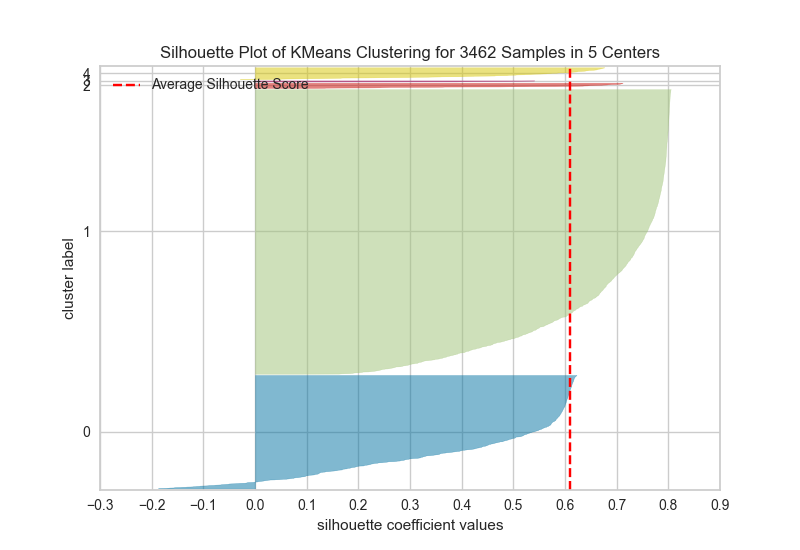 Silhouette Plot of KMeans Clustering for 3462 Samples in 5 Centers
4
3
2
Average Silhouette Score
1
cluster label
0
−0.3 −0.2 −0.1 0.0 0.1 0.2 0.3 0.4 0.5 0.6 0.7 0.8 0.9
silhouette coefficient values